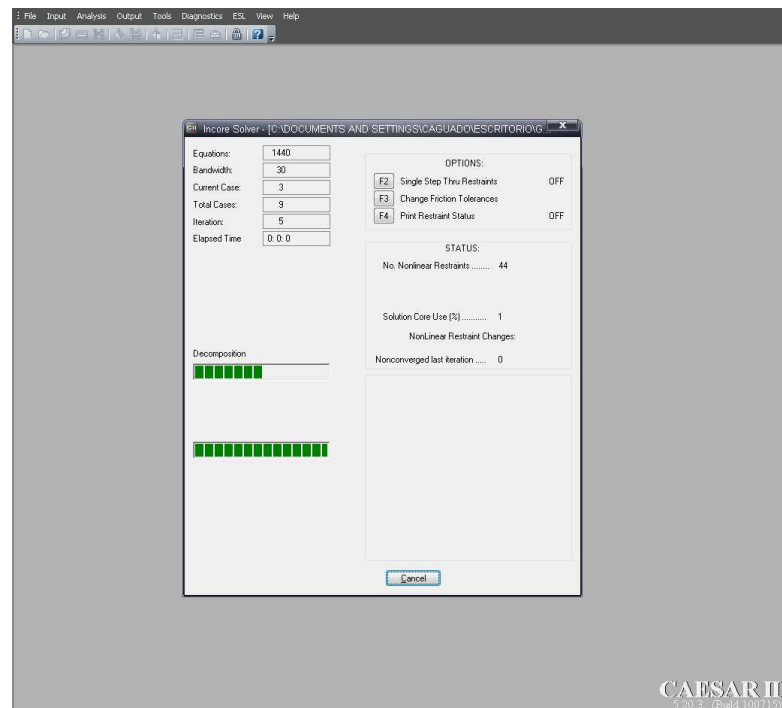 File Input Analysis Output Tools Diagnostics ESL View Help
Incore Solver - [C:\DOCUMENTS AND SETTINGS\CAGUADO\ESCRITORIO\G...
Equations: 1440
Bandwidth: 30
Current Case: 3
Total Cases: 9
Iteration: 5
Elapsed Time 0: 0: 0
Decomposition
OPTIONS:
F2 Single Step Thru Restraints OFF
F3 Change Friction Tolerances
F4 Print Restraint Status OFF
STATUS:
No. Nonlinear Restraints ........ 44
Solution Core Use (%) ........... 1
NonLinear Restraint Changes:
Nonconverged last iteration ..... 0
Cancel
CAESAR II
5.20.3 (Build 100715)